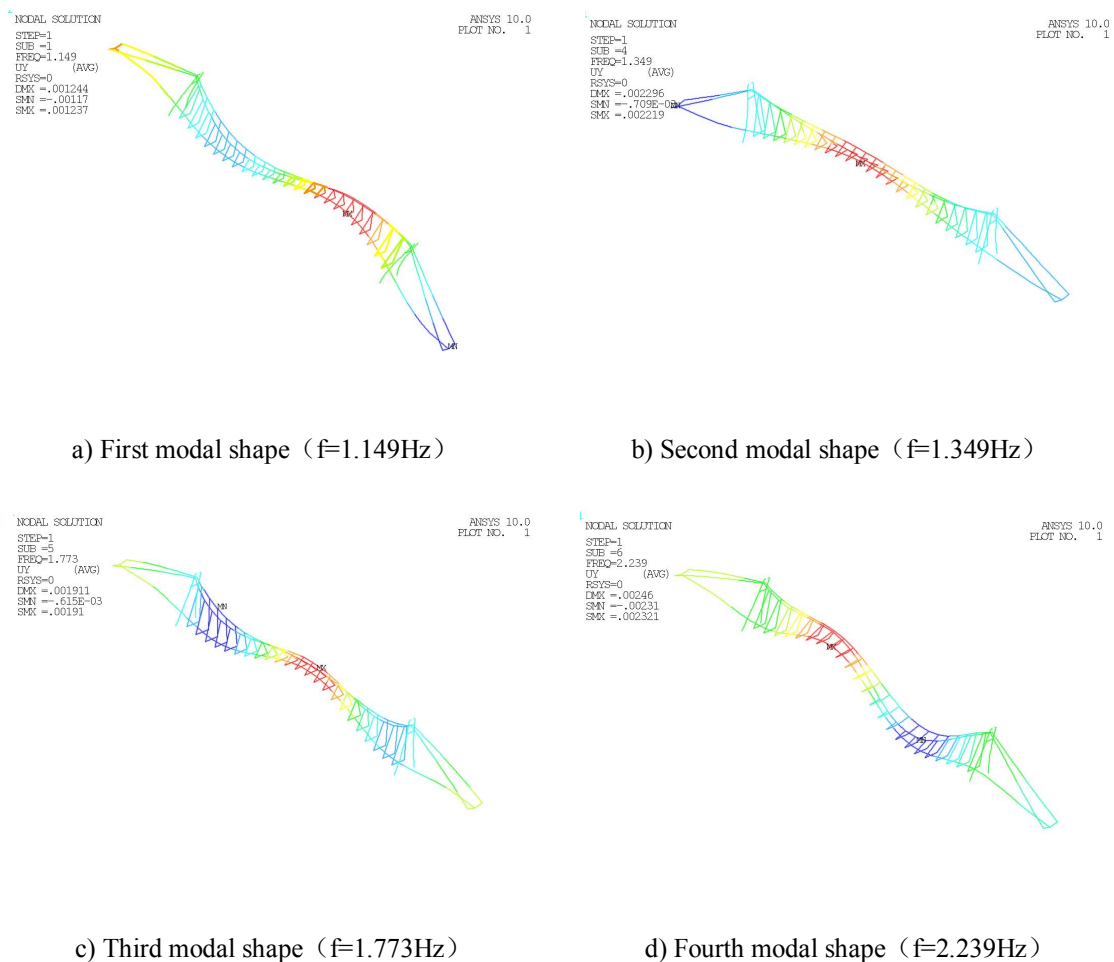 NODAL SOLUTION
STEP=1
SUB =1
FREQ=1.149
UY (AVG)
RSYS=0
DMX =.001244
SMN =-.00117
SMX =.001237
ANSYS 10.0
PLOT NO. 1
MX
MN
a) First modal shape（f=1.149Hz）
NODAL SOLUTION
STEP=1
SUB =4
FREQ=1.349
UY (AVG)
RSYS=0
DMX =.002296
SMN =-.709E-03
SMX =.002219
ANSYS 10.0
PLOT NO. 1
MN
MX
b) Second modal shape（f=1.349Hz）
NODAL SOLUTION
STEP=1
SUB =5
FREQ=1.773
UY (AVG)
RSYS=0
DMX =.001911
SMN =-.615E-03
SMX =.00191
ANSYS 10.0
PLOT NO. 1
MN
MX
c) Third modal shape（f=1.773Hz）
NODAL SOLUTION
STEP=1
SUB =6
FREQ=2.239
UY (AVG)
RSYS=0
DMX =.00246
SMN =-.00231
SMX =.002321
ANSYS 10.0
PLOT NO. 1
MX
MN
d) Fourth modal shape（f=2.239Hz）